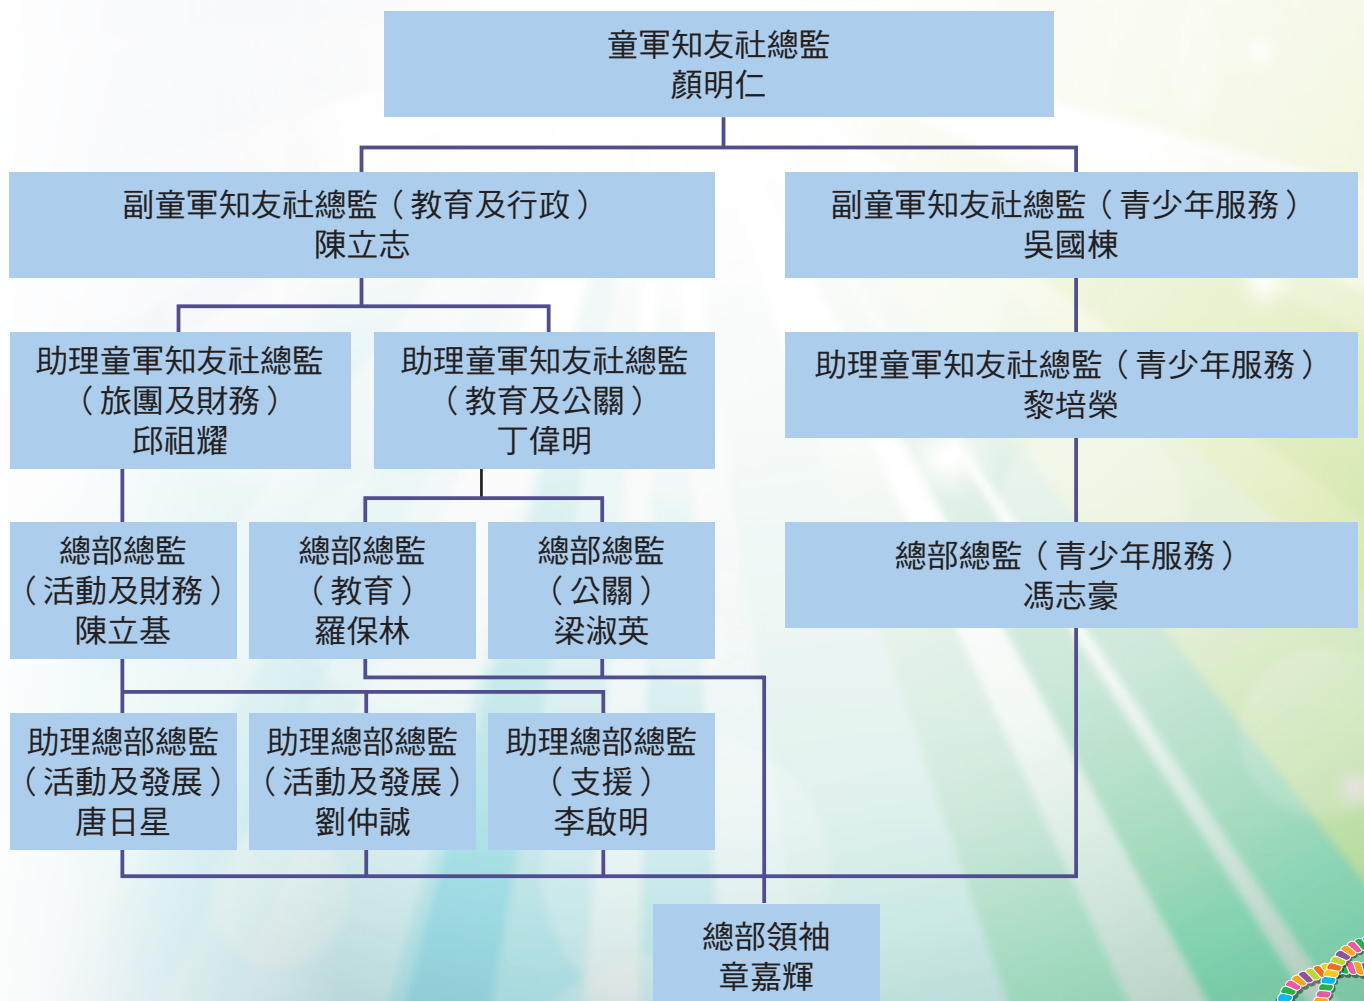 童軍知友社總監
顏明仁
副童軍知友社總監（教育及行政）
陳立志
副童軍知友社總監（青少年服務）
吳國棟
助理童軍知友社總監
（旅團及財務）
邱祖耀
助理童軍知友社總監
（教育及公關）
丁偉明
助理童軍知友社總監（青少年服務）
黎培榮
總部總監
（活動及財務）
陳立基
總部總監
（教育）
羅保林
總部總監
（公關）
梁淑英
總部總監（青少年服務）
馮志豪
助理總部總監
（活動及發展）
唐日星
助理總部總監
（活動及發展）
劉仲誠
助理總部總監
（支援）
李啟明
總部領袖
章嘉輝